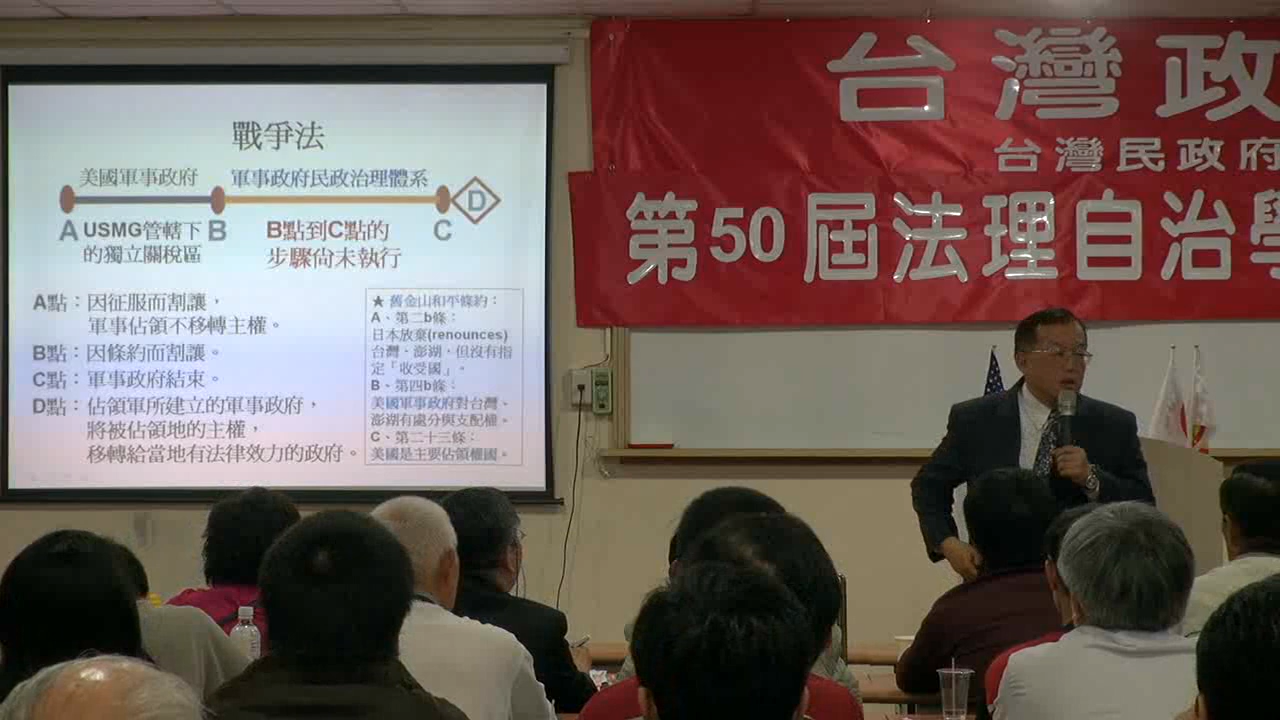 戰爭法
美國軍事政府
軍事政府民政治理體系
D
A
USMG管轄下
的獨立關稅區
B
B點到C點的
步驟尚未執行
C
A點：因征服而割讓，
軍事佔領不移轉主權。
B點：因條約而割讓。
C點：軍事政府結束。
D點：佔領軍所建立的軍事政府，
將被佔領地的主權，
移轉給當地有法律效力的政府。
★ 舊金山和平條約：
A、第二b條：
日本放棄(renounces)
台灣、澎湖，但沒有指
定「收受國」。
B、第四b條：
美國軍事政府對台灣、
澎湖有處分與支配權。
C、第二十三條：
美國是主要佔領權國。
台灣政
台灣民政府
第50屆法理自治學